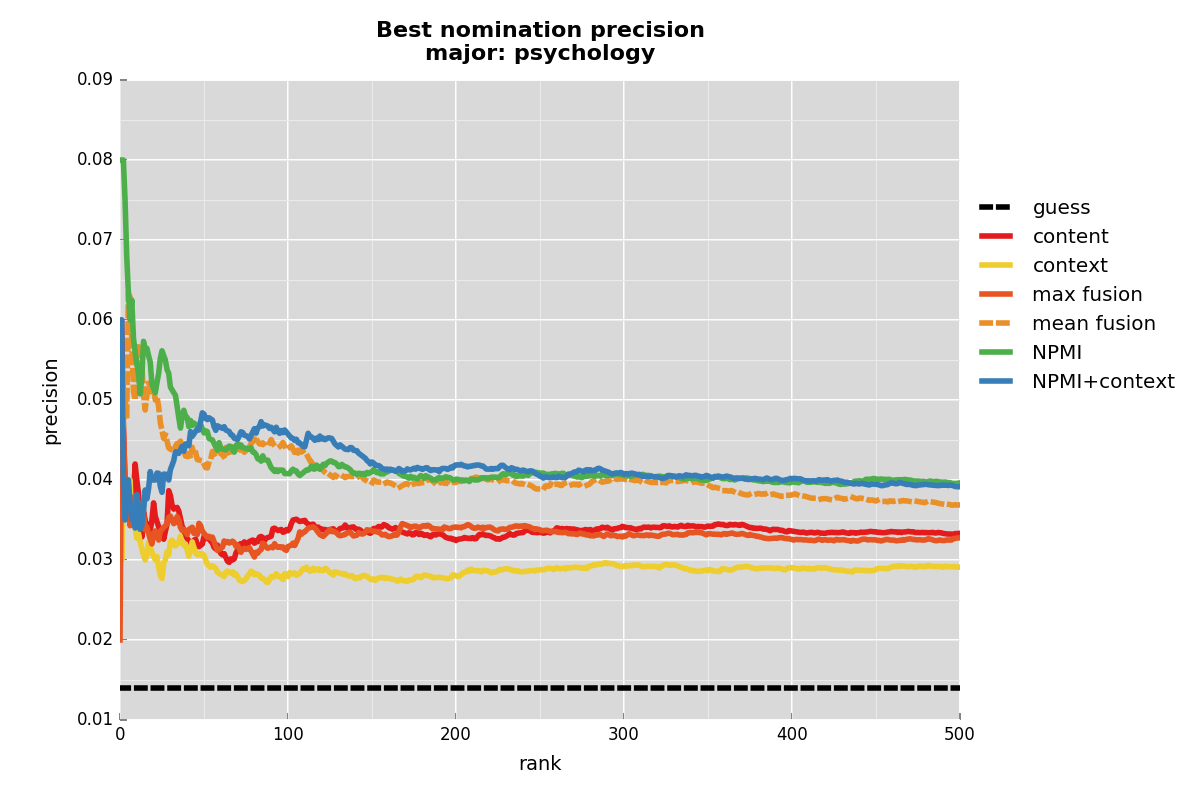 Best nomination precision
major: psychology
0.09
0.08
0.07
0.06
0.05
0.04
0.03
0.02
0.01
precision
0 100 200 300 400 500
rank
guess
content
context
max fusion
mean fusion
NPMI
NPMI+context